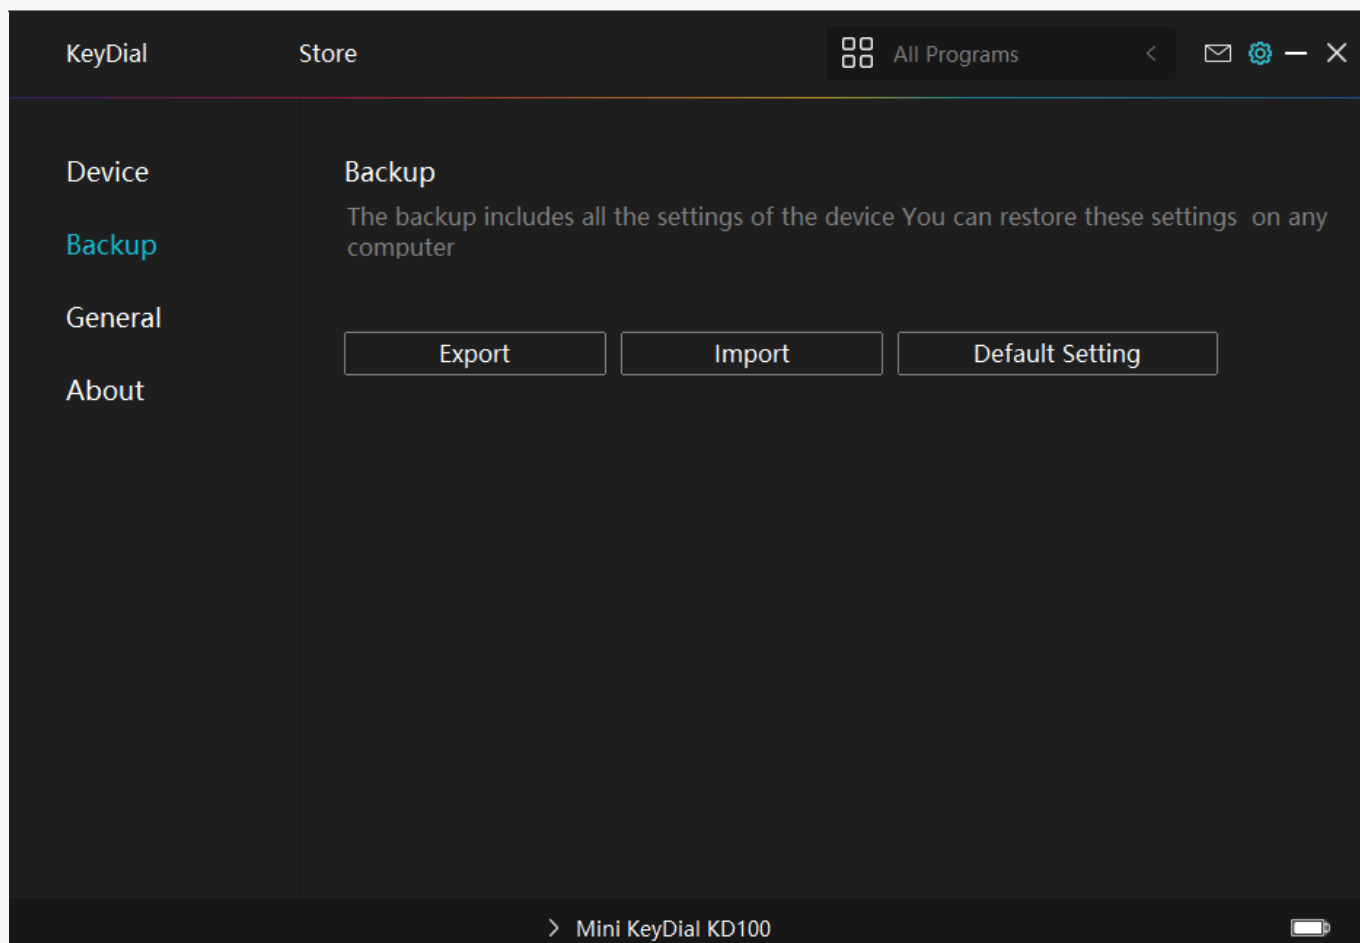 KeyDial
Store
All Programs
Device
Backup
General
About
Backup
The backup includes all the settings of the device You can restore these settings  on any
computer
Export
Import
Default Setting
Mini KeyDial KD100